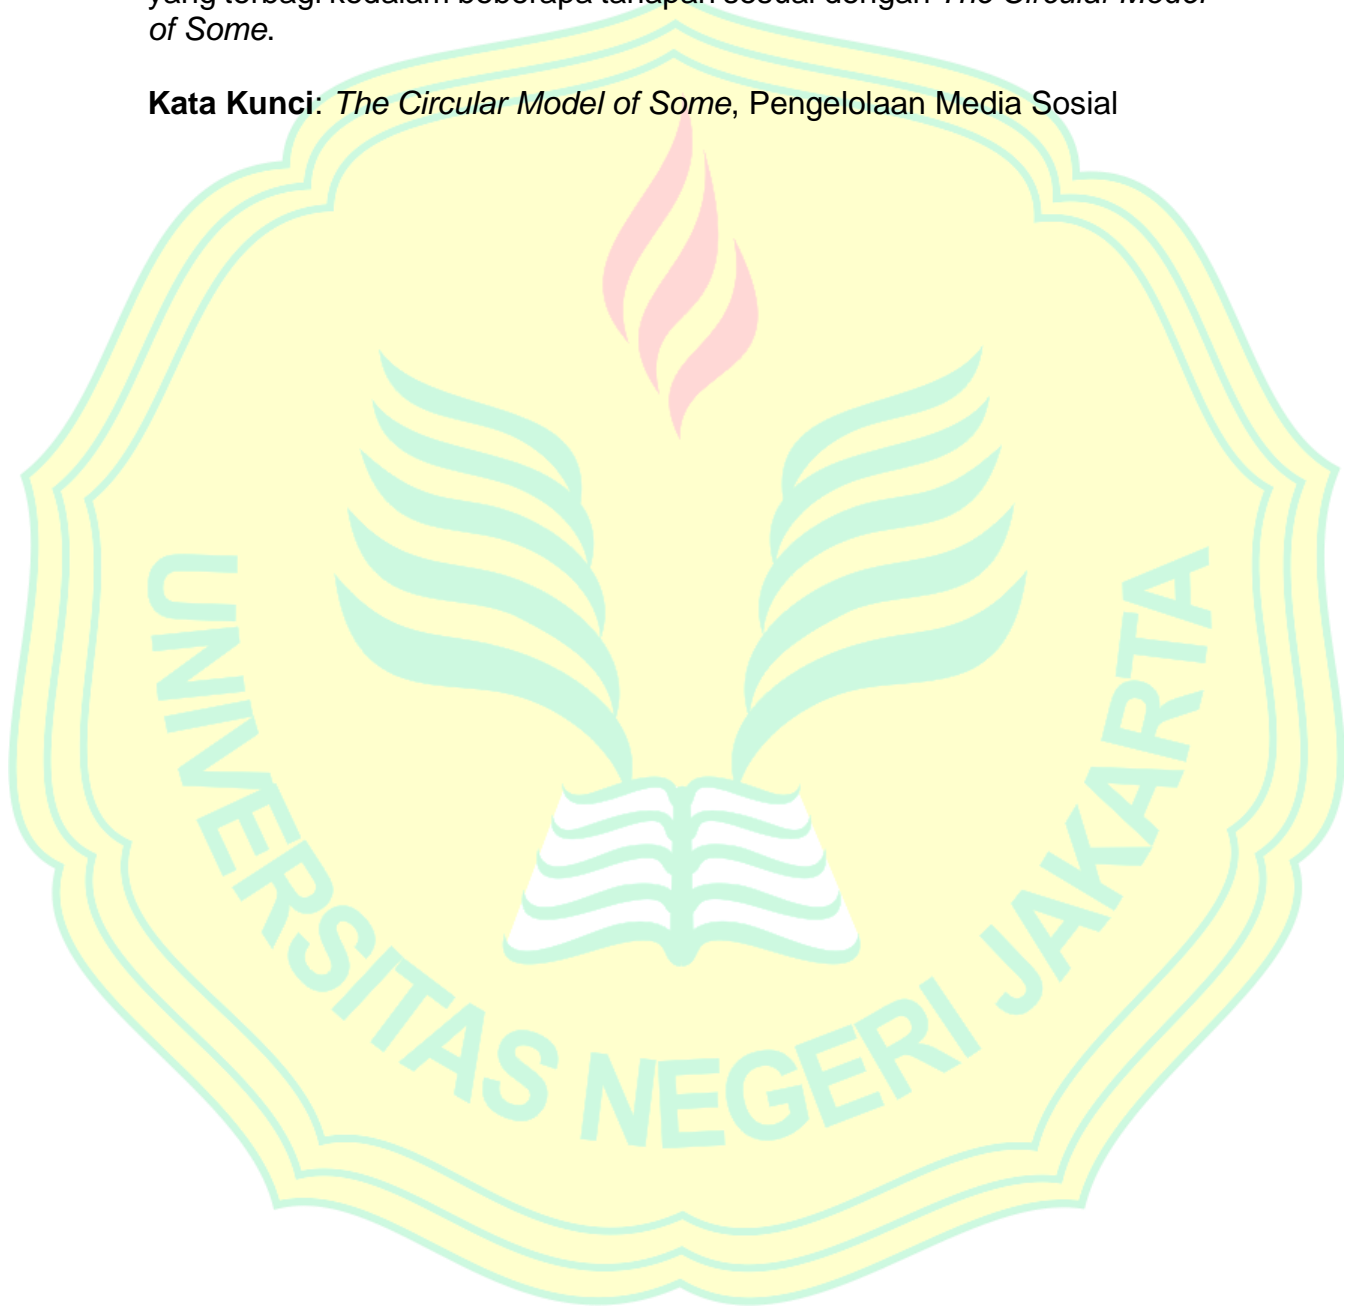 yang terbagi kedalam beberapa tahapan sesuai dengan The Circular Model
of Some.
Kata Kunci: The Circular Model of Some, Pengelolaan Media Sosial
UNIVERSITAS NEGERI JAKARTA